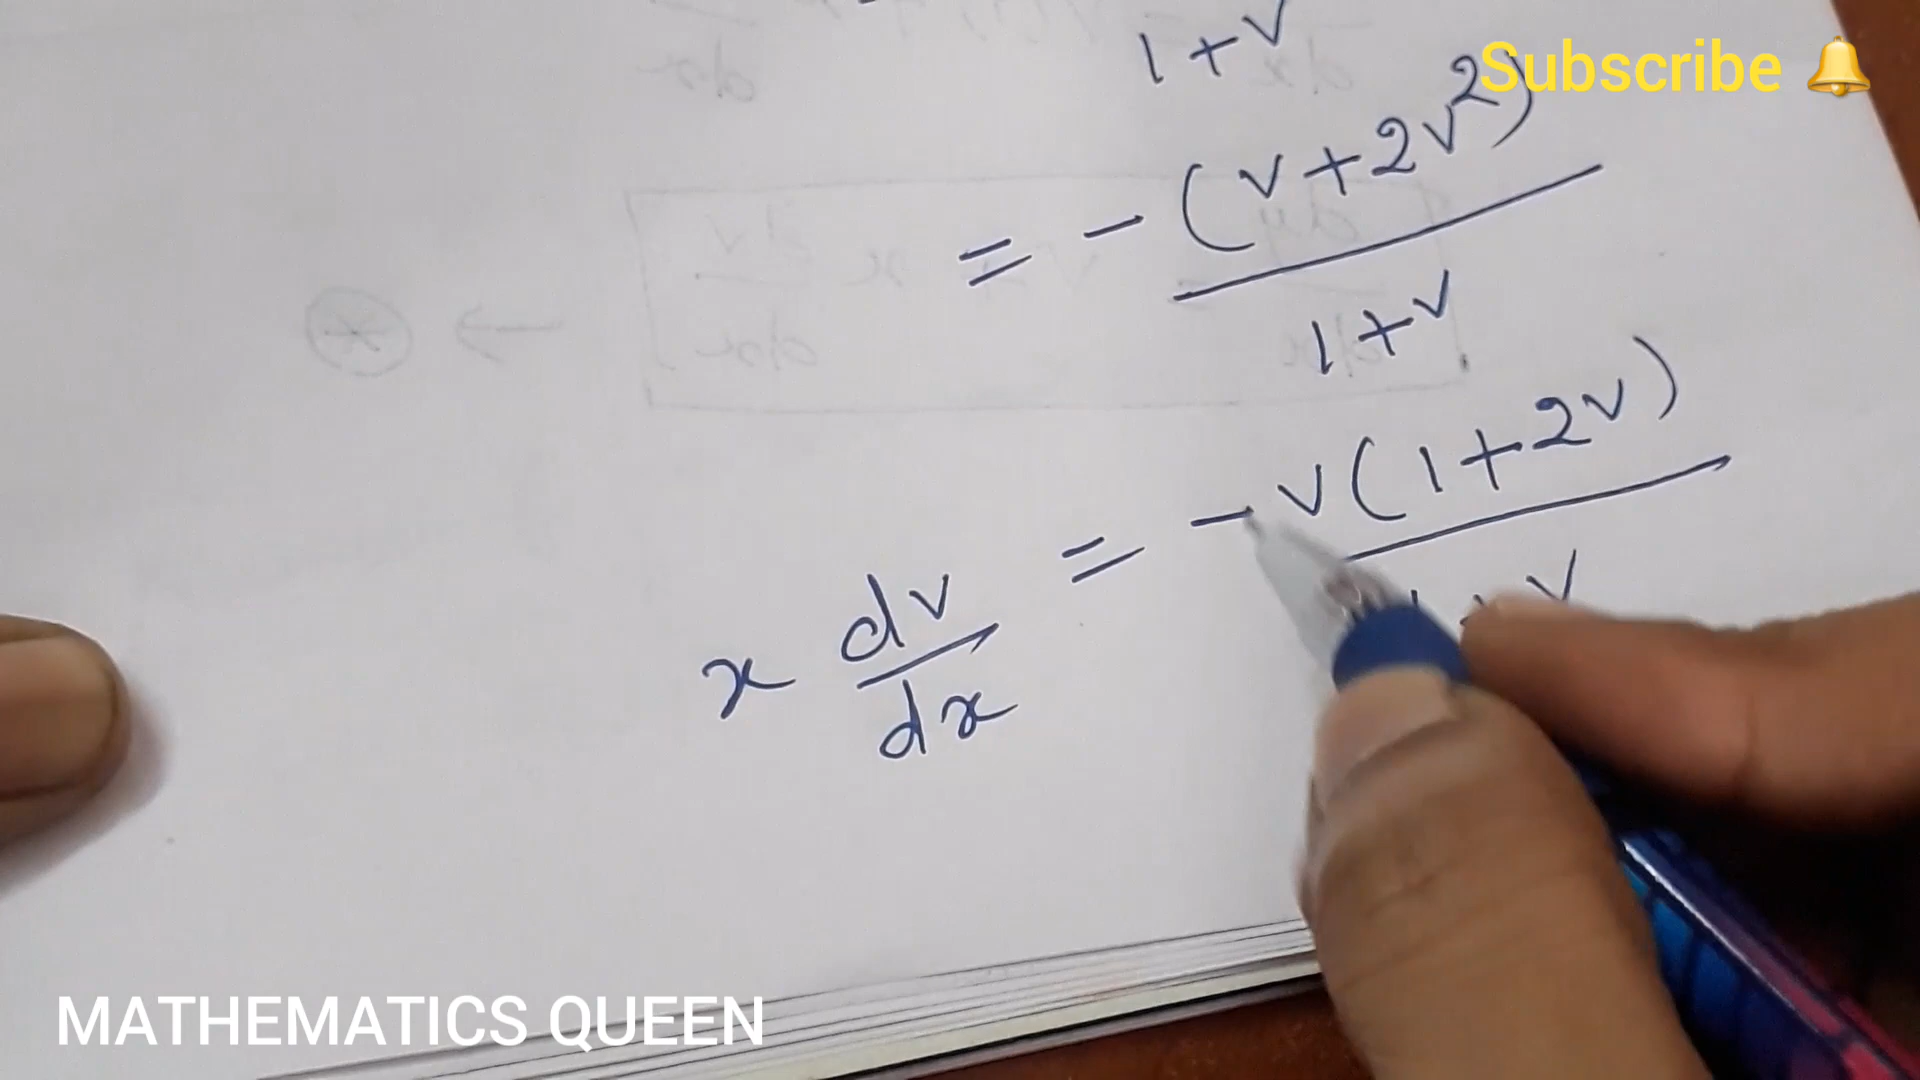 1 + v
Subscribe 🔔
= - (v + 2v²)
1 + v
x dv = - v (1 + 2v)
dx
v
MATHEMATICS QUEEN